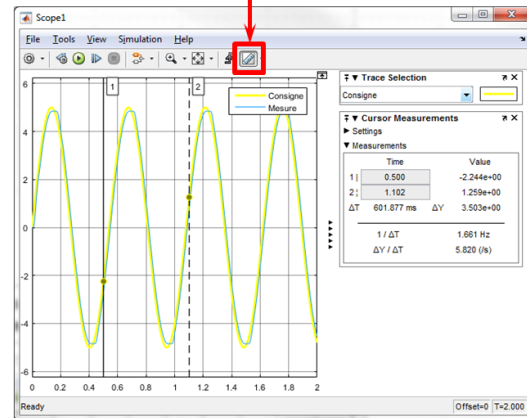 Scope1
File Tools View Simulation Help
1 2
Consigne
Mesure
6
4
2
0
-2
-4
-6
0 0.2 0.4 0.6 0.8 1 1.2 1.4 1.6 1.8 2
Trace Selection
Consigne
Cursor Measurements
Settings
Measurements
Time Value
1 | 0.500 -2.244e+00
2 ¦ 1.102 1.259e+00
ΔT 601.877 ms ΔY 3.503e+00
1 / ΔT 1.661 Hz
ΔY / ΔT 5.820 (/s)
Ready Offset=0 T=2.000